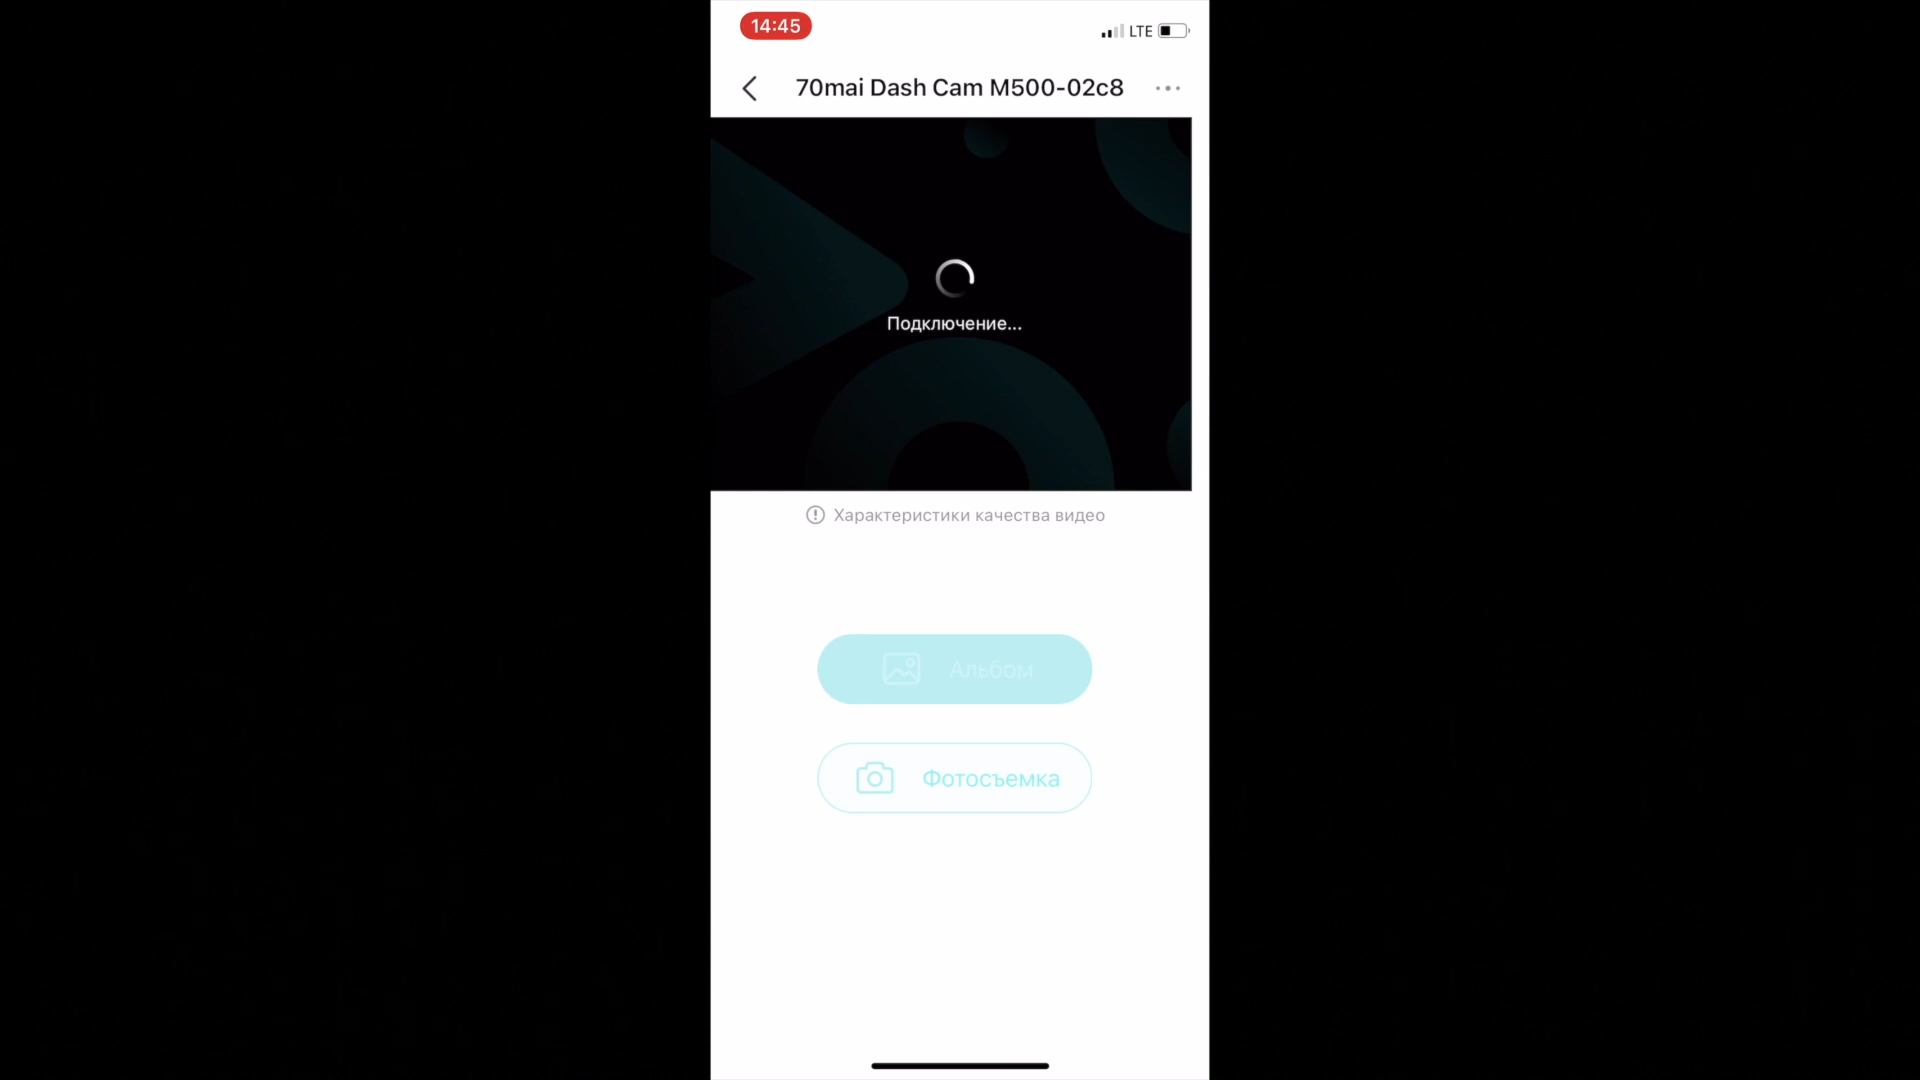 14:45
LTE
70mai Dash Cam M500-02c8
Подключение...
Характеристики качества видео
Альбом
Фотосъемка